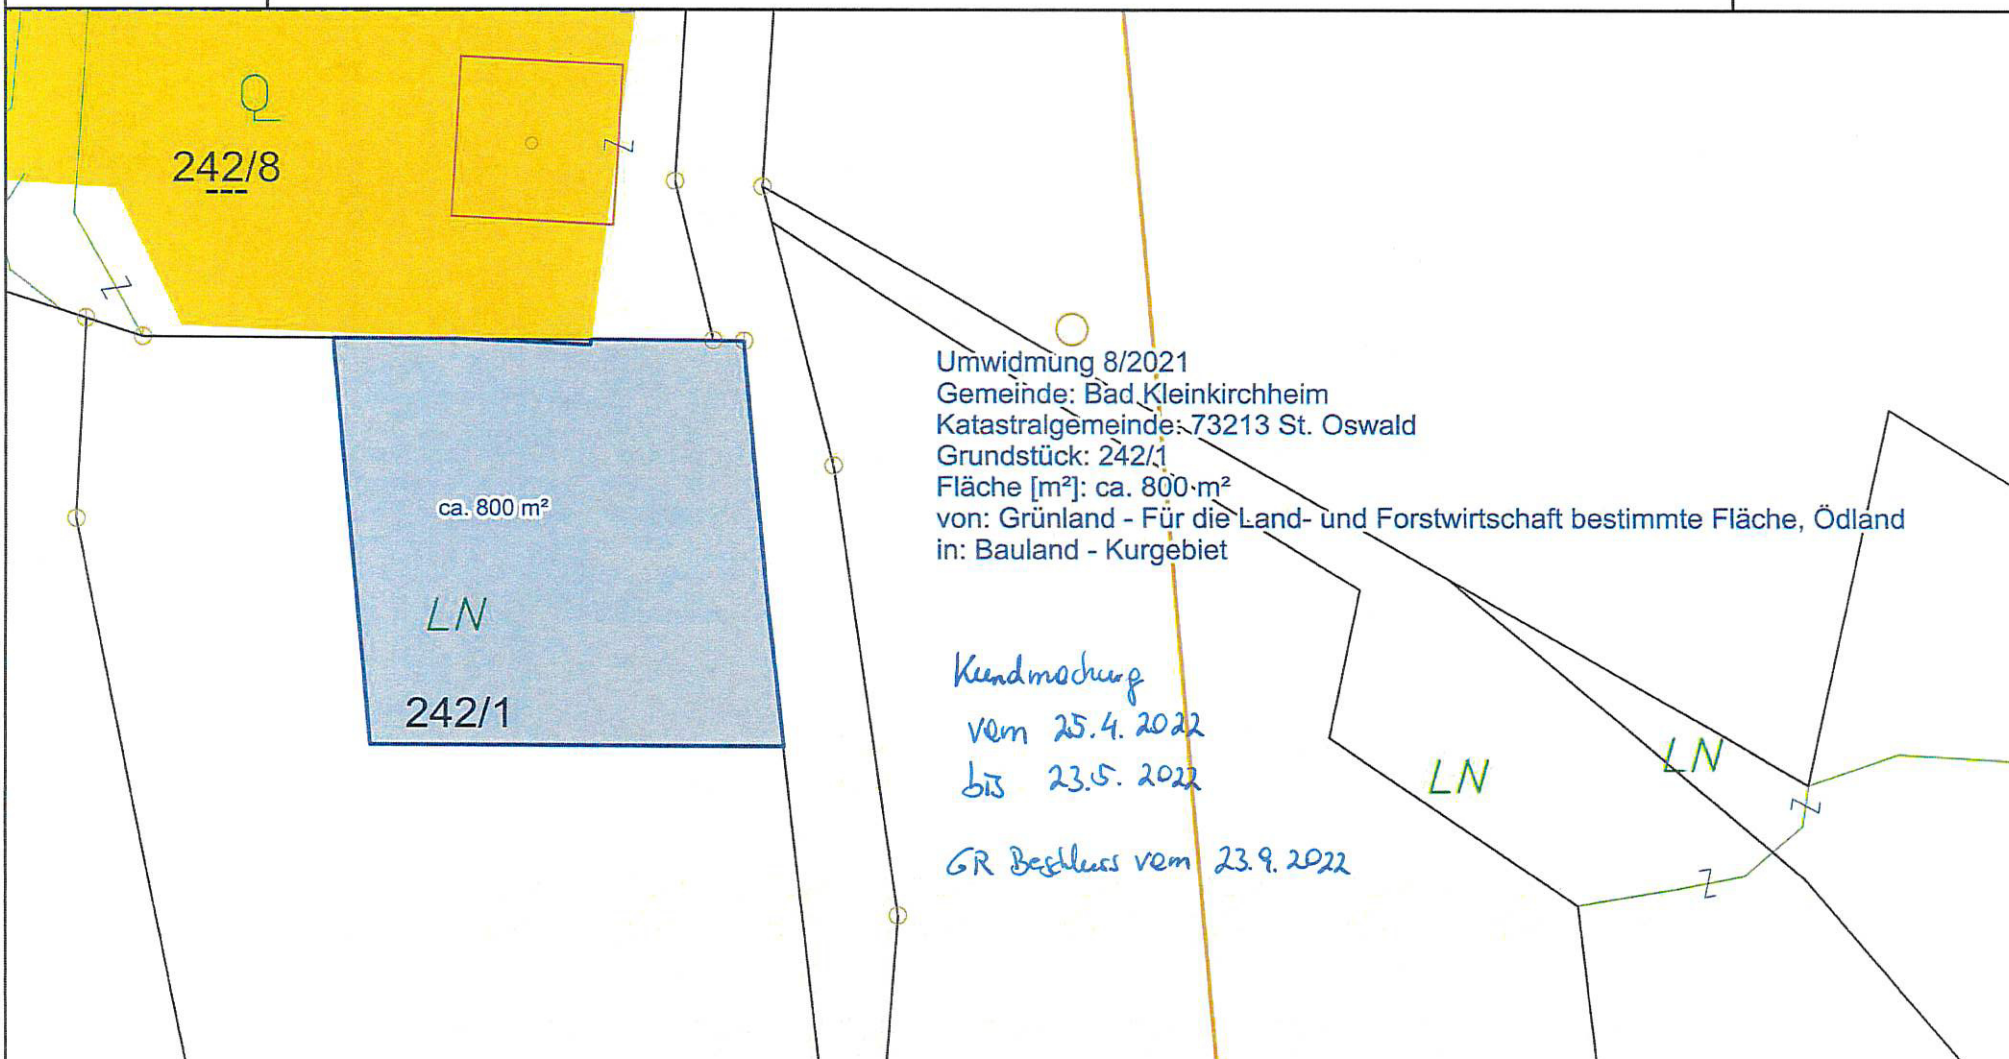 242/8
Umwidmung 8/2021
Gemeinde: Bad Kleinkirchheim
Katastralgemeinde: 73213 St. Oswald
Grundstück: 242/1
Fläche [m²]: ca. 800 m²
von: Grünland - Für die Land- und Forstwirtschaft bestimmte Fläche, Ödland
in: Bauland - Kurgebiet
ca. 800 m²
LN
242/1
Kundmachung
vom 25.4.2022
bis 23.5.2022
GR Beschluss vom 23.9.2022
LN
LN